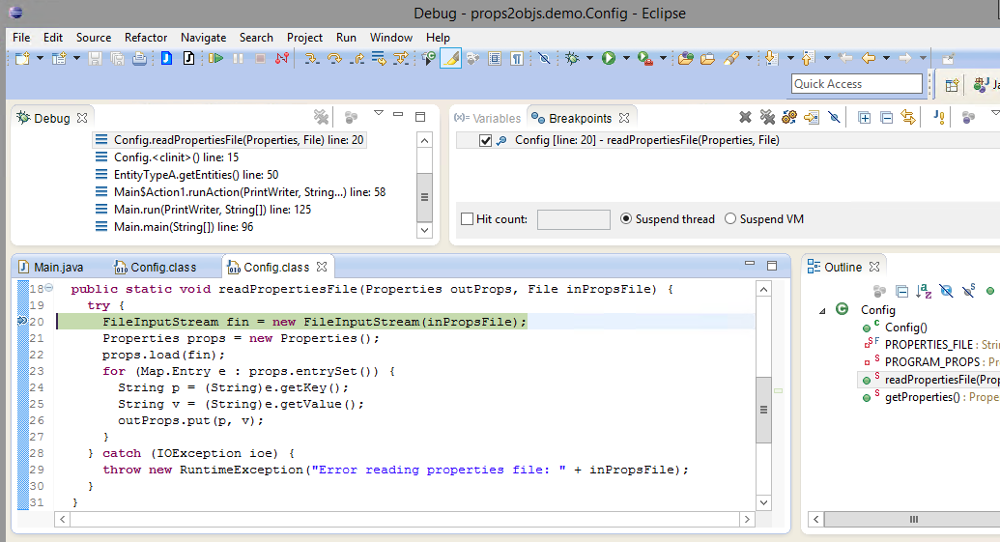 Debug - props2objs.demo.Config - Eclipse
File Edit Source Refactor Navigate Search Project Run Window Help
Quick Access
Debug
Config.readPropertiesFile(Properties, File) line: 20
Config.<clinit>() line: 15
EntityTypeA.getEntities() line: 50
Main$Action1.runAction(PrintWriter, String...) line: 58
Main.run(PrintWriter, String[]) line: 125
Main.main(String[]) line: 96
(x)= Variables Breakpoints
Config [line: 20] - readPropertiesFile(Properties, File)
Hit count: Suspend thread Suspend VM
Main.java Config.class Config.class
18 public static void readPropertiesFile(Properties outProps, File inPropsFile) {
19 try {
20 FileInputStream fin = new FileInputStream(inPropsFile);
21 Properties props = new Properties();
22 props.load(fin);
23 for (Map.Entry e : props.entrySet()) {
24 String p = (String)e.getKey();
25 String v = (String)e.getValue();
26 outProps.put(p, v);
27 }
28 } catch (IOException ioe) {
29 throw new RuntimeException("Error reading properties file: " + inPropsFile);
30 }
31 }
Outline
Config
Config()
PROPERTIES_FILE : Strin
PROGRAM_PROPS : Pr
readPropertiesFile(Prop
getProperties() : Prope